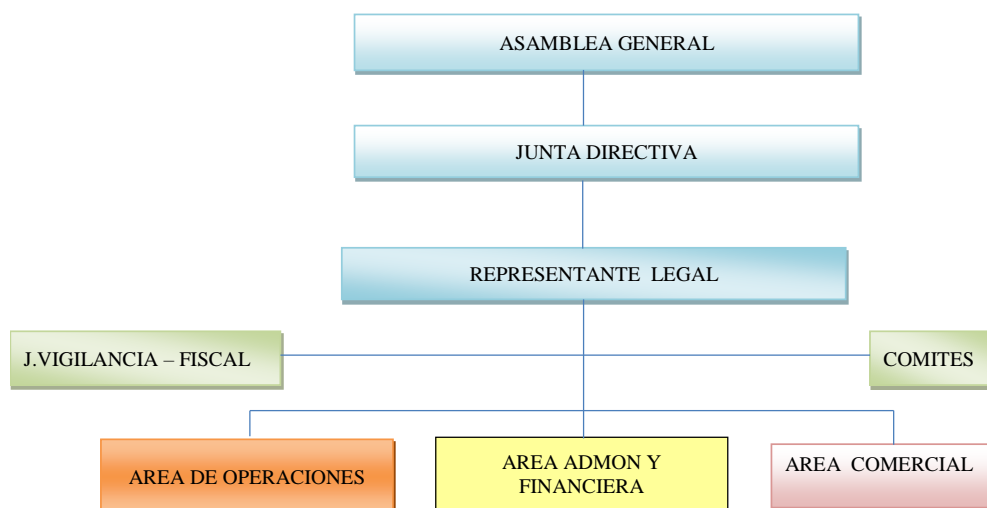 ASAMBLEA GENERAL
JUNTA DIRECTIVA
REPRESENTANTE LEGAL
J.VIGILANCIA – FISCAL
COMITES
AREA DE OPERACIONES
AREA ADMON Y
FINANCIERA
AREA COMERCIAL